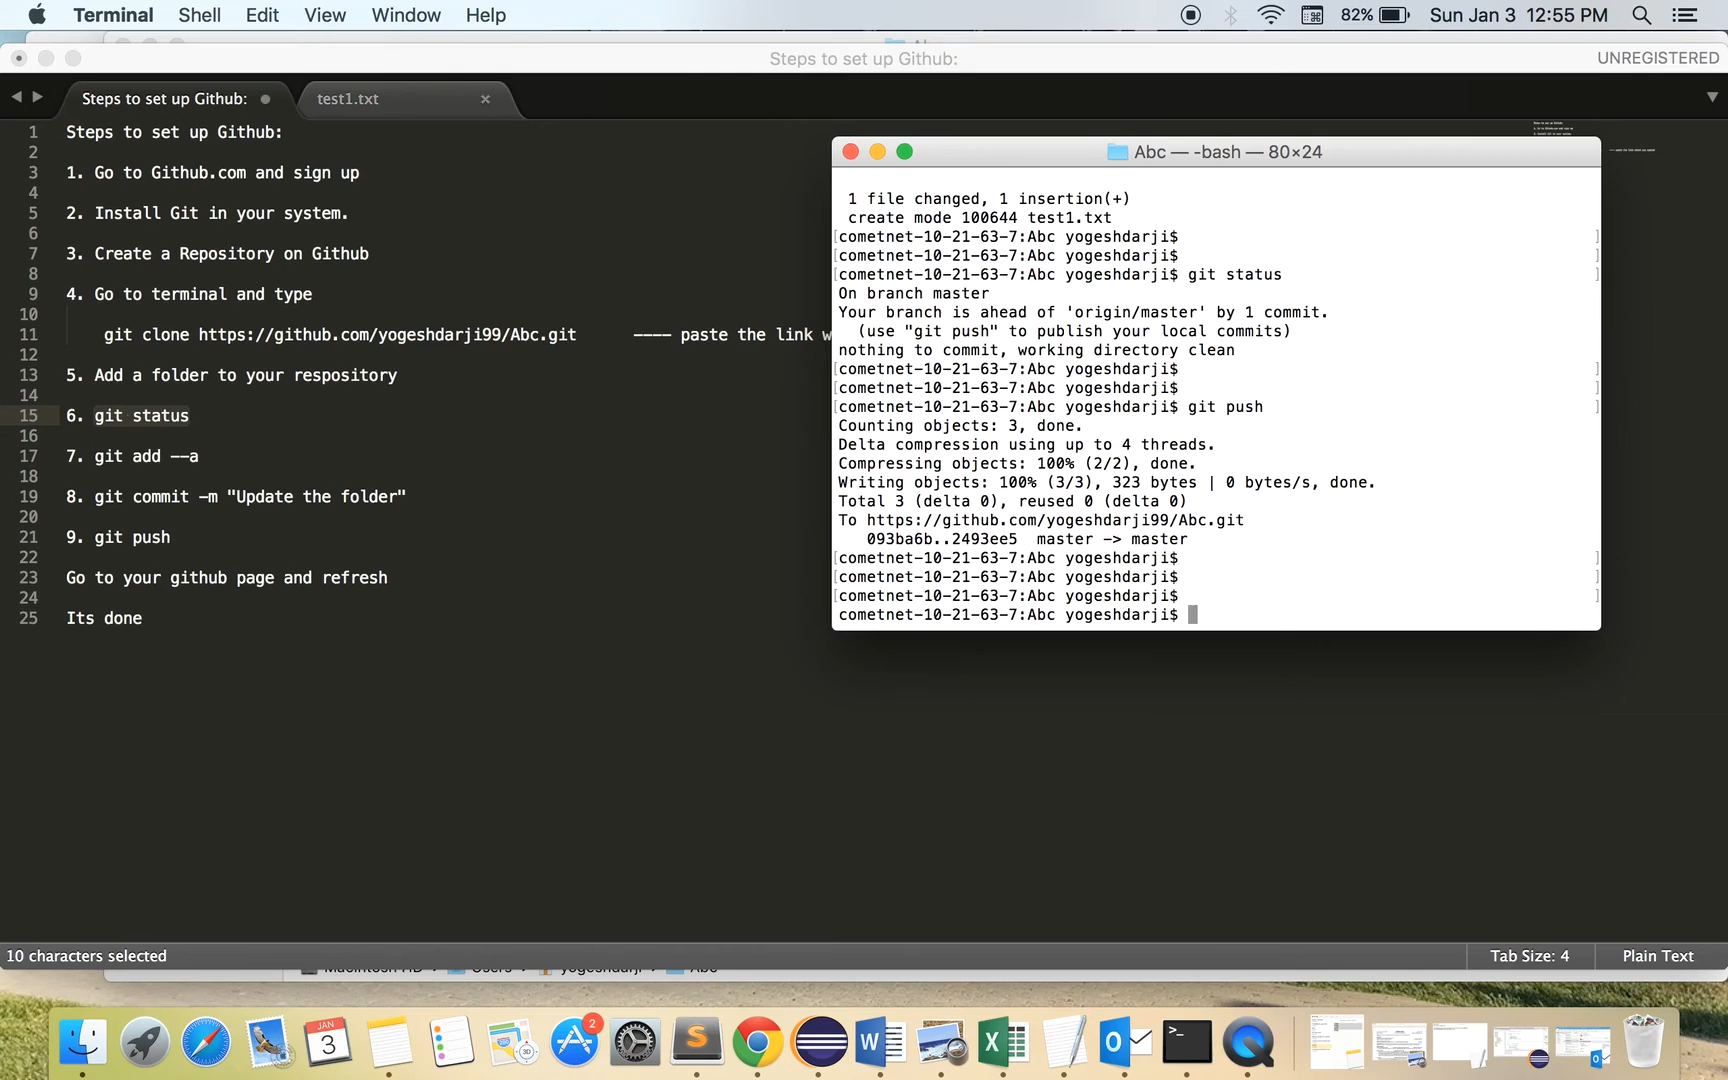 Terminal Shell Edit View Window Help 82% Sun Jan 3 12:55 PM
Steps to set up Github: UNREGISTERED
Steps to set up Github: test1.txt
1 Steps to set up Github:
2
3 1. Go to Github.com and sign up
4
5 2. Install Git in your system.
6
7 3. Create a Repository on Github
8
9 4. Go to terminal and type
10
11 git clone https://github.com/yogeshdarji99/Abc.git ---- paste the link w
12
13 5. Add a folder to your respository
14
15 6. git status
16
17 7. git add --a
18
19 8. git commit -m "Update the folder"
20
21 9. git push
22
23 Go to your github page and refresh
24
25 Its done
Abc — -bash — 80×24
1 file changed, 1 insertion(+)
create mode 100644 test1.txt
[cometnet-10-21-63-7:Abc yogeshdarji$ ]
[cometnet-10-21-63-7:Abc yogeshdarji$ ]
[cometnet-10-21-63-7:Abc yogeshdarji$ git status ]
On branch master
Your branch is ahead of 'origin/master' by 1 commit.
(use "git push" to publish your local commits)
nothing to commit, working directory clean
[cometnet-10-21-63-7:Abc yogeshdarji$ ]
[cometnet-10-21-63-7:Abc yogeshdarji$ ]
[cometnet-10-21-63-7:Abc yogeshdarji$ git push ]
Counting objects: 3, done.
Delta compression using up to 4 threads.
Compressing objects: 100% (2/2), done.
Writing objects: 100% (3/3), 323 bytes | 0 bytes/s, done.
Total 3 (delta 0), reused 0 (delta 0)
To https://github.com/yogeshdarji99/Abc.git
093ba6b..2493ee5 master -> master
[cometnet-10-21-63-7:Abc yogeshdarji$ ]
[cometnet-10-21-63-7:Abc yogeshdarji$ ]
[cometnet-10-21-63-7:Abc yogeshdarji$ ]
cometnet-10-21-63-7:Abc yogeshdarji$
10 characters selected Tab Size: 4 Plain Text
Macintosh HD Users yogeshdarji Abc
JAN
3
3D
2
S
W
X
O
>_